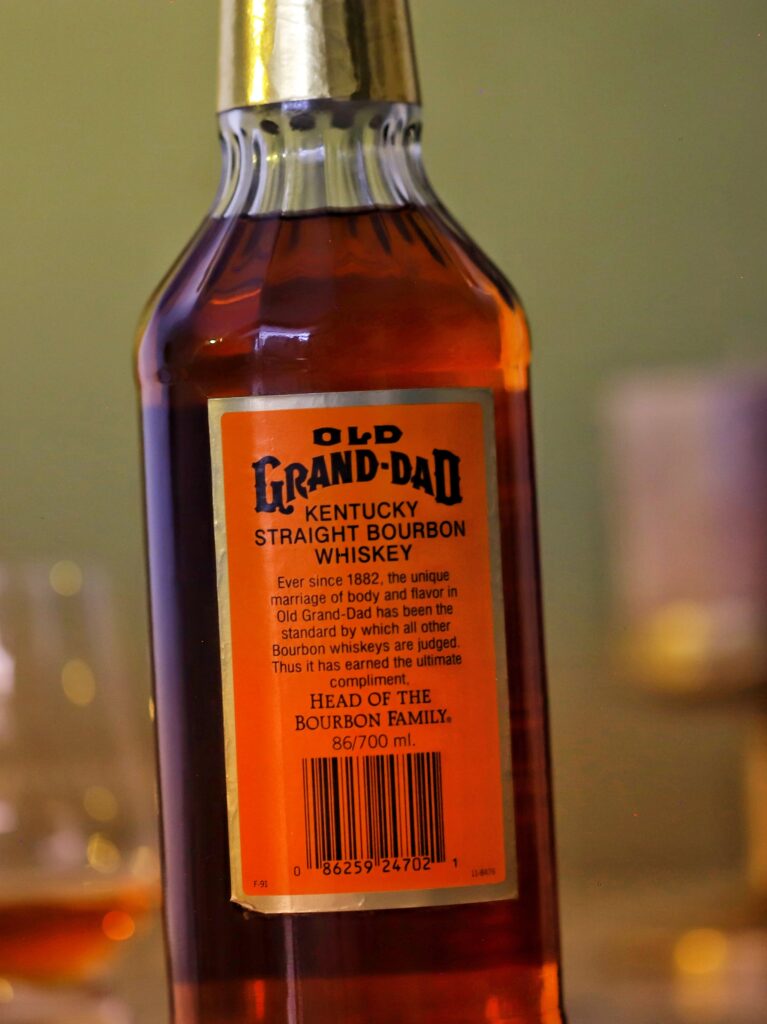 OLD
GRAND-DAD
KENTUCKY
STRAIGHT BOURBON
WHISKEY
Ever since 1882, the unique
marriage of body and flavor in
Old Grand-Dad has been the
standard by which all other
Bourbon whiskeys are judged.
Thus it has earned the ultimate
compliment,
HEAD OF THE
BOURBON FAMILY®
86/700 ml.
0 86259 24702 1
F-91